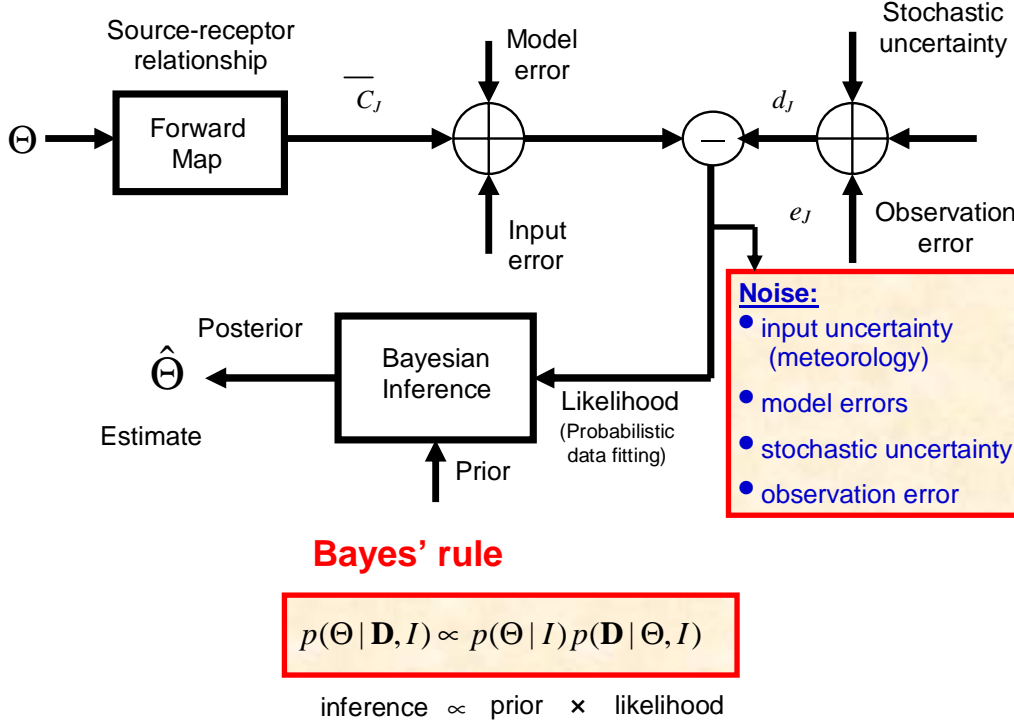 Source-receptor
relationship
Model
error
Stochastic
uncertainty
Θ
Forward
Map
C̅_J
−
d_J
Input
error
e_J
Observation
error
Noise:
• input uncertainty
(meteorology)
• model errors
• stochastic uncertainty
• observation error
Posterior
Θ̂
Estimate
Bayesian
Inference
Likelihood
(Probabilistic
data fitting)
Prior
Bayes’ rule
p(Θ | D, I) ∝ p(Θ | I) p(D | Θ, I)
inference ∝ prior × likelihood